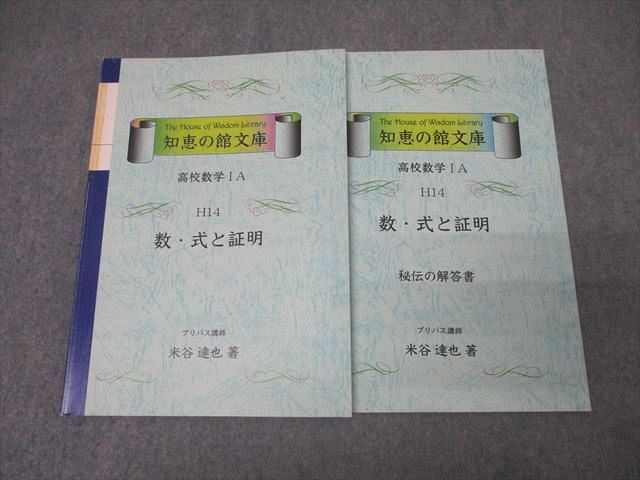 The House of Wisdom Library
知恵の館文庫
高校数学ⅠA
H14
数・式と証明
プリパス講師
米谷 達也 著
The House of Wisdom Library
知恵の館文庫
高校数学ⅠA
H14
数・式と証明
秘伝の解答書
プリパス講師
米谷 達也 著